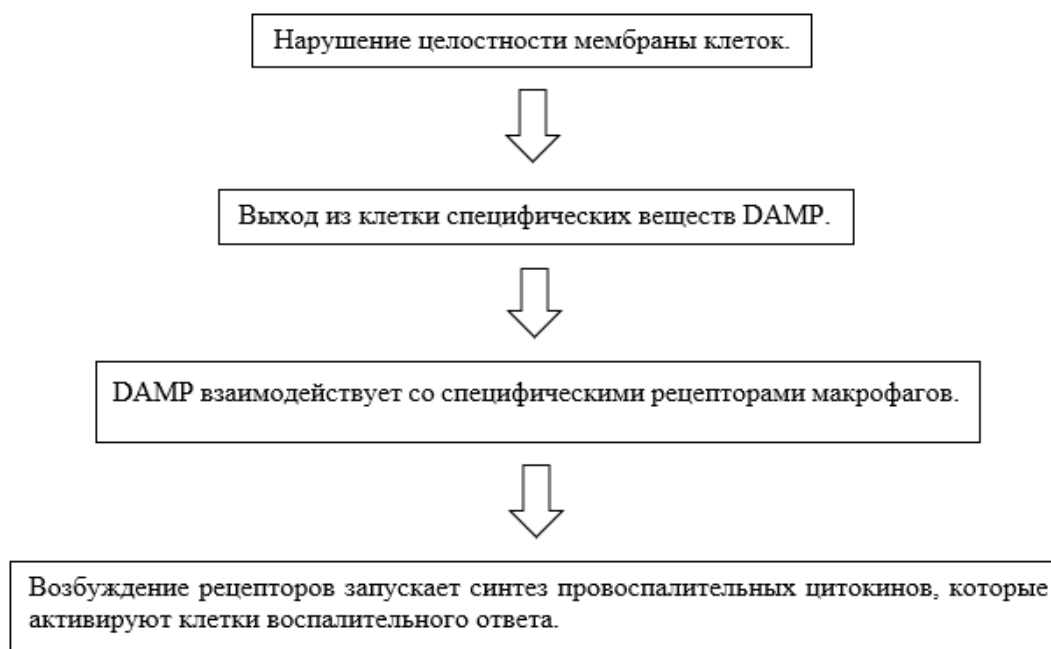 Нарушение целостности мембраны клеток.
Выход из клетки специфических веществ DAMP.
DAMP взаимодействует со специфическими рецепторами макрофагов.
Возбуждение рецепторов запускает синтез провоспалительных цитокинов, которые
активируют клетки воспалительного ответа.